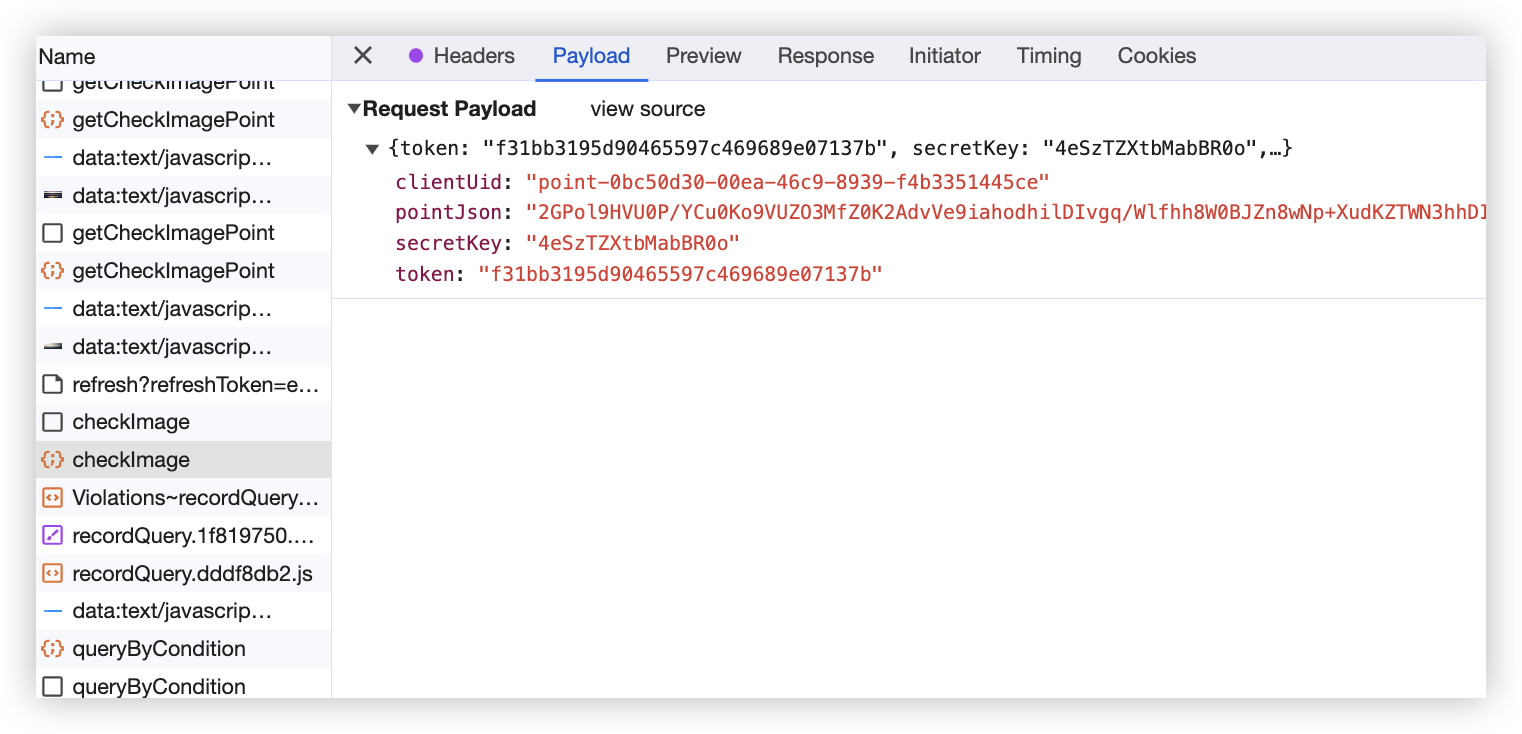 Name
getCheckImagePoint
getCheckImagePoint
data:text/javascrip…
data:text/javascrip…
getCheckImagePoint
getCheckImagePoint
data:text/javascrip…
data:text/javascrip…
refresh?refreshToken=e…
checkImage
checkImage
Violations~recordQuery…
recordQuery.1f819750.…
recordQuery.dddf8db2.js
data:text/javascrip…
queryByCondition
queryByCondition
Headers Payload Preview Response Initiator Timing Cookies
Request Payload view source
{token: "f31bb3195d90465597c469689e07137b", secretKey: "4eSzTZXtbMabBR0o",…}
clientUid: "point-0bc50d30-00ea-46c9-8939-f4b3351445ce"
pointJson: "2GPol9HVU0P/YCu0Ko9VUZO3MfZ0K2AdvVe9iahodhilDIvgq/Wlfhh8W0BJZn8wNp+XudKZTWN3hhDI
secretKey: "4eSzTZXtbMabBR0o"
token: "f31bb3195d90465597c469689e07137b"